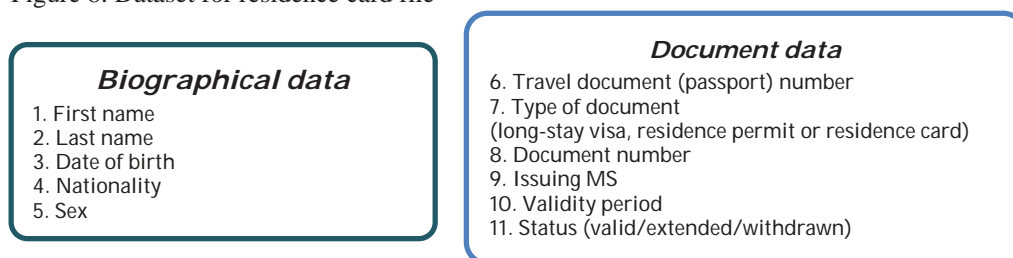 Figure 8: Dataset for residence card file
Biographical data
1. First name
2. Last name
3. Date of birth
4. Nationality
5. Sex
Document data
6. Travel document (passport) number
7. Type of document
(long-stay visa, residence permit or residence card)
8. Document number
9. Issuing MS
10. Validity period
11. Status (valid/extended/withdrawn)